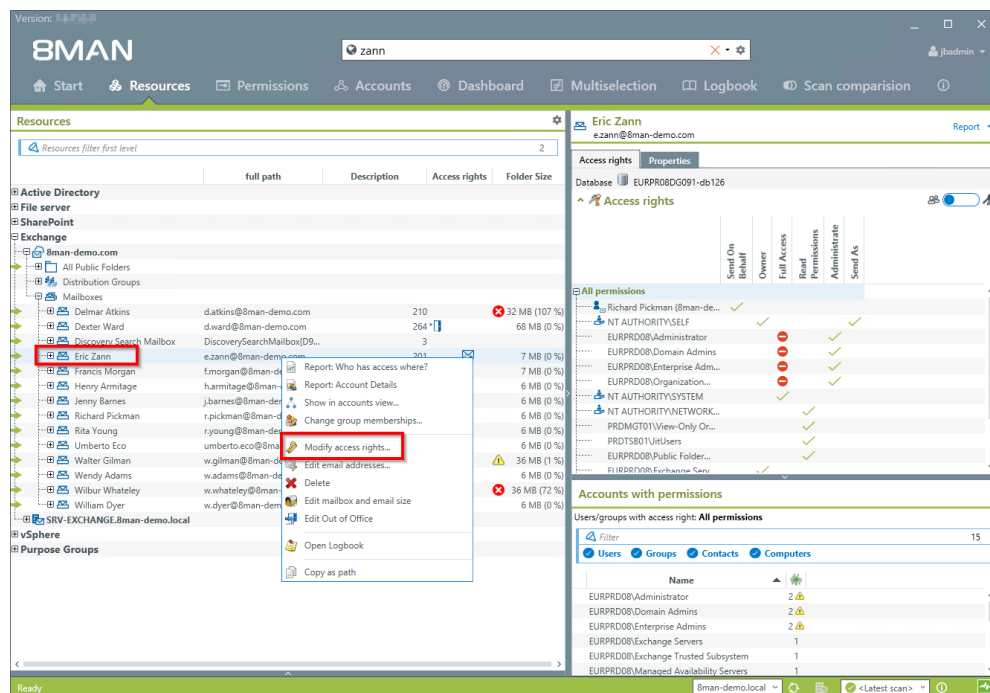 Version:
8MAN
zann
jbadmin
Start Resources Permissions Accounts Dashboard Multiselection Logbook Scan comparision
Resources
Resources filter first level 2
full path Description Access rights Folder Size
Active Directory
File server
SharePoint
Exchange
8man-demo.com
All Public Folders
Distribution Groups
Mailboxes
Delmar Atkins d.atkins@8man-demo.com 210 32 MB (107 %)
Dexter Ward d.ward@8man-demo.com 264 68 MB (0 %)
Discovery Search Mailbox DiscoverySearchMailbox(D9... 3
Eric Zann e.zann@8man-demo.com 201 7 MB (0 %)
Francis Morgan f.morgan@8man-de 7 MB (0 %)
Henry Armitage h.armitage@8man- 6 MB (0 %)
Jenny Barnes j.barnes@8man-der 6 MB (0 %)
Richard Pickman r.pickman@8man-d 6 MB (0 %)
Rita Young r.young@8man-der 6 MB (0 %)
Umberto Eco umberto.eco@8ma 6 MB (0 %)
Walter Gilman w.gilman@8man-de 36 MB (1 %)
Wendy Adams w.adams@8man-de 6 MB (0 %)
Wilbur Whateley w.whateley@8man- 36 MB (72 %)
William Dyer w.dyer@8man-dem 6 MB (0 %)
SRV-EXCHANGE.8man-demo.local
vSphere
Purpose Groups
Report: Who has access where?
Report: Account Details
Show in accounts view...
Change group memberships...
Modify access rights...
Edit email addresses...
Delete
Edit mailbox and email size
Edit Out of Office
Open Logbook
Copy as path
Eric Zann
e.zann@8man-demo.com
Report
Access rights Properties
Database EURPR08DG091-db126
Access rights
Send On Behalf
Owner
Full Access
Read Permissions
Administrate
Send As
All permissions
Richard Pickman (8man-de...
NT AUTHORITY\SELF
EURPRD08\Administrator
EURPRD08\Domain Admins
EURPRD08\Enterprise Adm...
EURPRD08\Organization...
NT AUTHORITY\SYSTEM
NT AUTHORITY\NETWORK...
PRDMGT01\View-Only Or...
PRDTSB01\JitUsers
EURPRD08\Public Folder...
EURPRD08\Exchange Serv...
Accounts with permissions
Users/groups with access right: All permissions
Filter 15
Users Groups Contacts Computers
Name
EURPRD08\Administrator 2
EURPRD08\Domain Admins 2
EURPRD08\Enterprise Admins 2
EURPRD08\Exchange Servers 1
EURPRD08\Exchange Trusted Subsystem 1
EURPRD08\Managed Availability Servers 1
Ready
8man-demo.local <Latest scan>